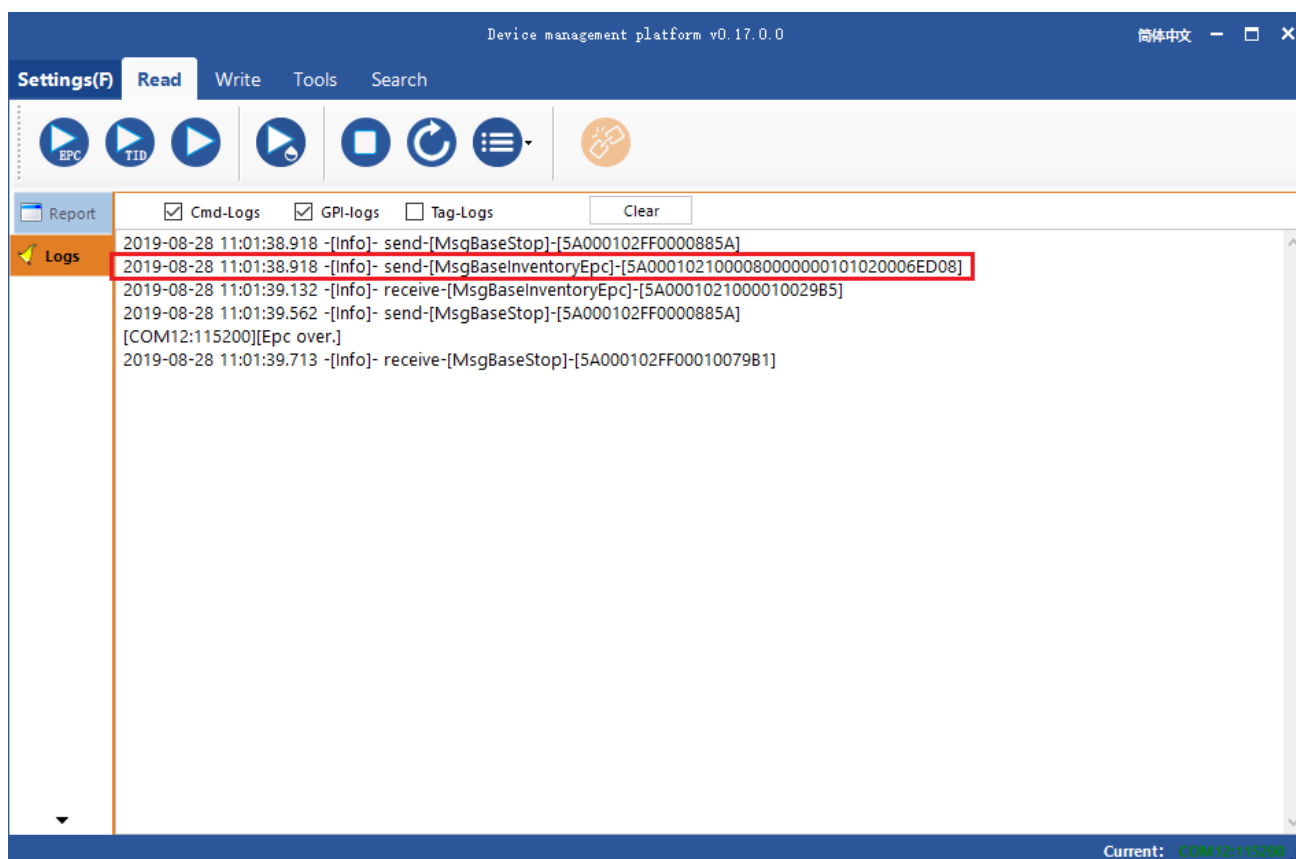 Device management platform v0.17.0.0 简体中文
Settings(F) Read Write Tools Search
EPC TID
Report Cmd-Logs GPI-logs Tag-Logs Clear
Logs
2019-08-28 11:01:38.918 -[Info]- send-[MsgBaseStop]-[5A000102FF0000885A]
2019-08-28 11:01:38.918 -[Info]- send-[MsgBaseInventoryEpc]-[5A0001021000080000000101020006ED08]
2019-08-28 11:01:39.132 -[Info]- receive-[MsgBaseInventoryEpc]-[5A0001021000010029B5]
2019-08-28 11:01:39.562 -[Info]- send-[MsgBaseStop]-[5A000102FF0000885A]
[COM12:115200][Epc over.]
2019-08-28 11:01:39.713 -[Info]- receive-[MsgBaseStop]-[5A000102FF00010079B1]
Current: COM12:115200